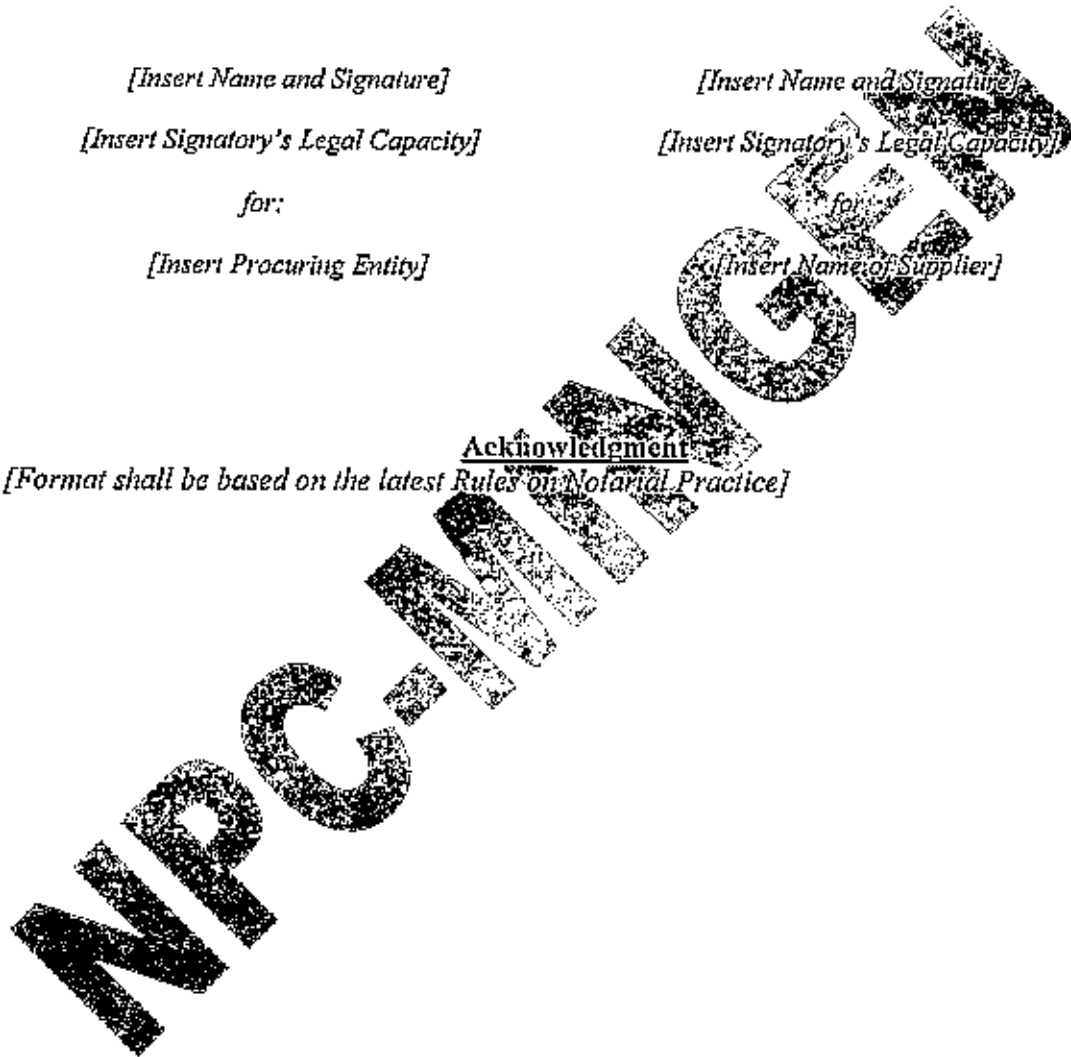 [Insert Name and Signature] [Insert Name and Signature]
[Insert Signatory's Legal Capacity] [Insert Signatory's Legal Capacity]
for: for:
[Insert Procuring Entity] [Insert Name of Supplier]
Acknowledgment
[Format shall be based on the latest Rules on Notarial Practice]
NPC-MINGEN